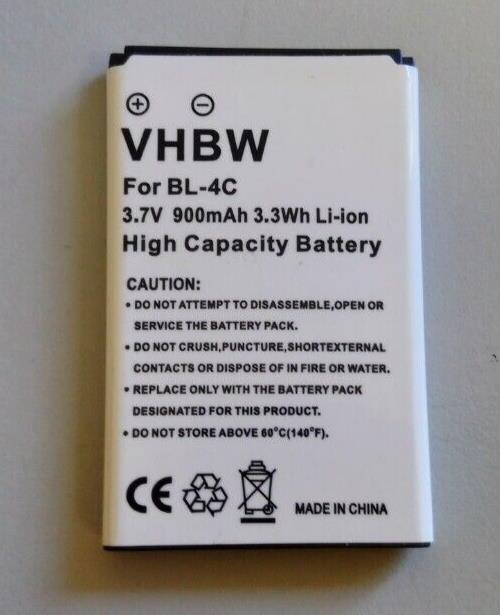 ⊕ ⊖
VHBW
For BL-4C
3.7V 900mAh 3.3Wh Li-ion
High Capacity Battery
CAUTION:
• DO NOT ATTEMPT TO DISASSEMBLE,OPEN OR
SERVICE THE BATTERY PACK.
• DO NOT CRUSH,PUNCTURE,SHORTEXTERNAL
CONTACTS OR DISPOSE OF IN FIRE OR WATER.
• REPLACE ONLY WITH THE BATTERY PACK
DESIGNATED FOR THIS PRODUCT.
• DO NOT STORE ABOVE 60°C(140°F).
CE MADE IN CHINA